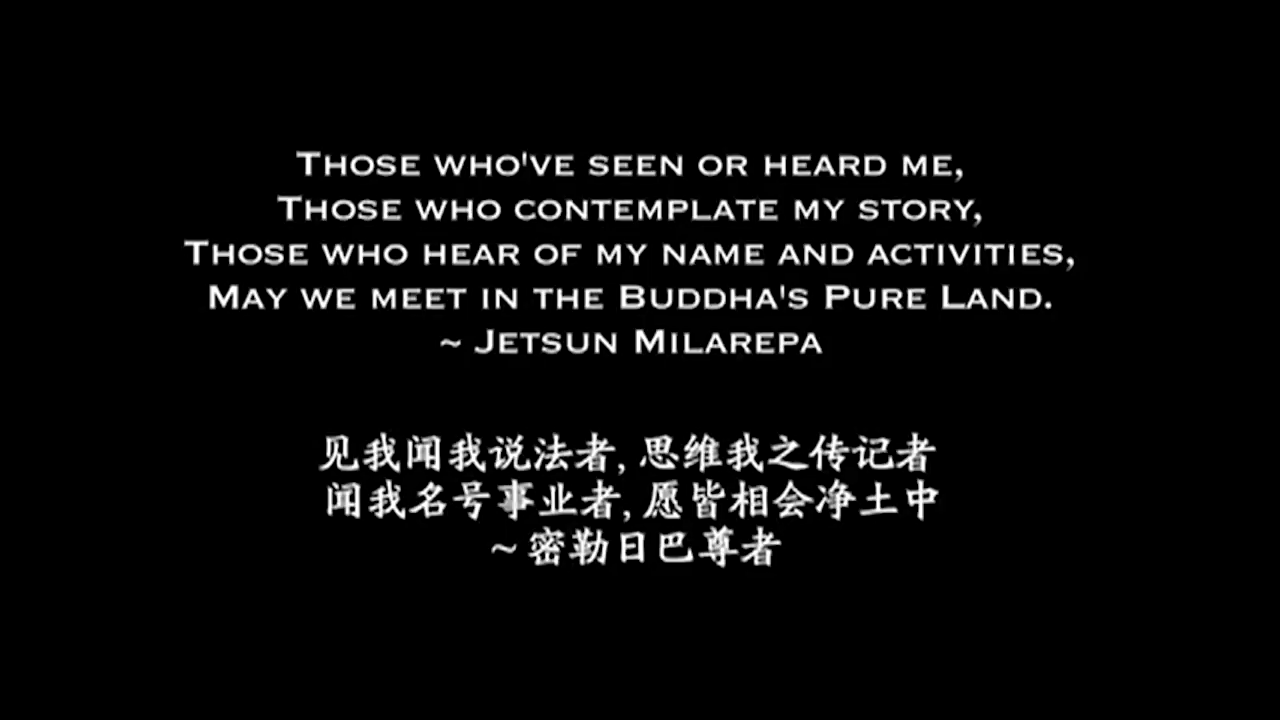 Those who've seen or heard me,
Those who contemplate my story,
Those who hear of my name and activities,
May we meet in the Buddha's Pure Land.
~ Jetsun Milarepa
见我闻我说法者, 思维我之传记者
闻我名号事业者, 愿皆相会净土中
~ 密勒日巴尊者